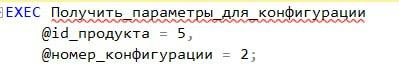 EXEC Получить_параметры_для_конфигурации
@id_продукта = 5,
@номер_конфигурации = 2;